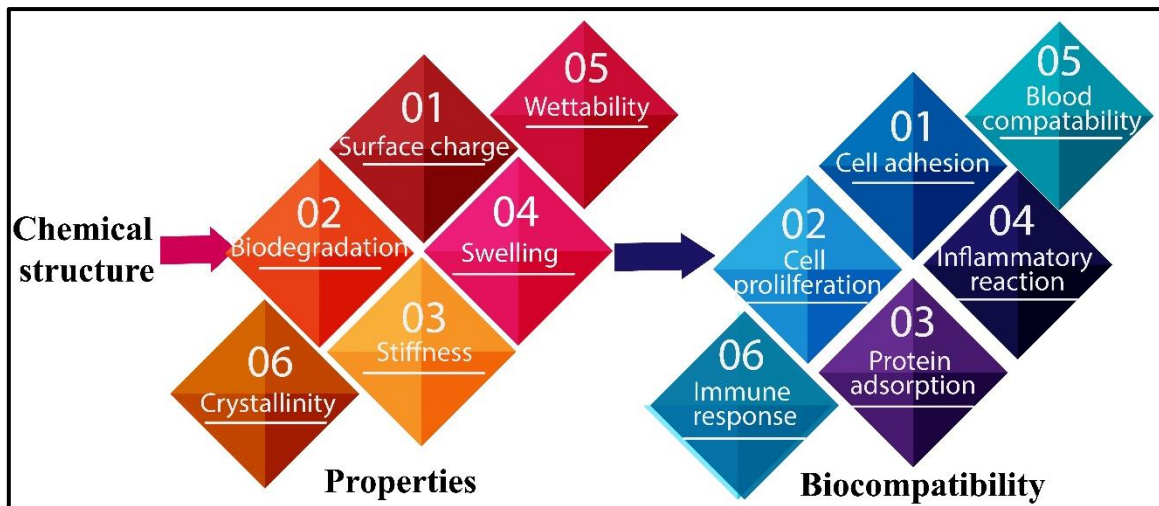 Chemical
structure
01
Surface charge
02
Biodegradation
03
Stiffness
04
Swelling
05
Wettability
06
Crystallinity
Properties
01
Cell adhesion
02
Cell
prolilferation
03
Protein
adsorption
04
Inflammatory
reaction
05
Blood
compatability
06
Immune
response
Biocompatibility